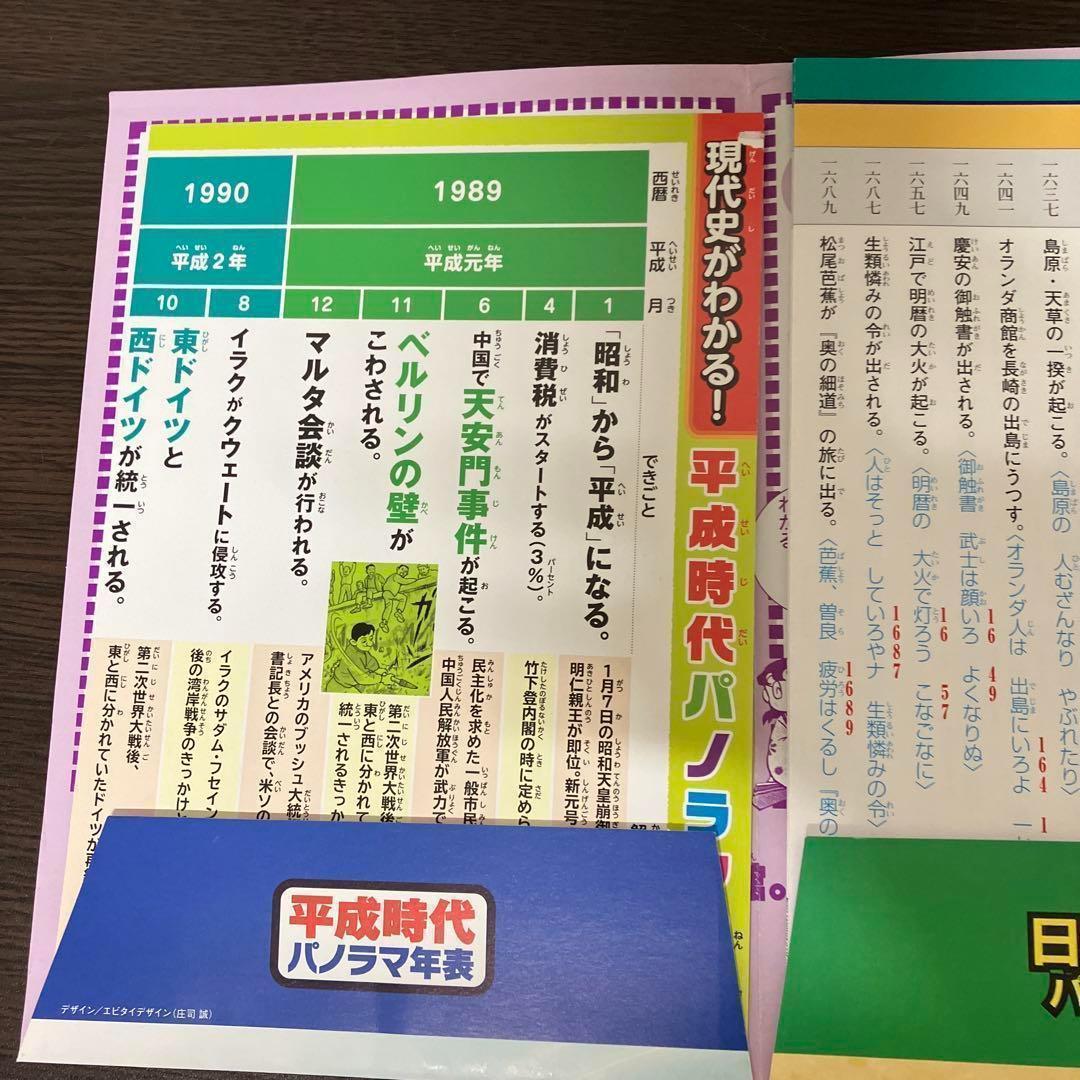 現代史がわかる!
平成時代パノラ
西暦
平成
月
できごと
1989
平成元年
1
「昭和」から「平成」になる。
1月7日の昭和天皇崩御
明仁親王が即位。新元号
4
消費税がスタートする(3%)。
竹下登内閣の時に定めら
6
中国で天安門事件が起こる。
民主化を求めた一般市民
中国人民解放軍が武力で
11
ベルリンの壁が
こわされる。
ガ
第二次世界大戦後
東と西に分かれて
統一されるきっか
12
マルタ会談が行われる。
アメリカのブッシュ大統
書記長との会談で、米ソの
1990
平成2年
8
イラクがクウェートに侵攻する。
イラクのサダム・フセイン
後の湾岸戦争のきっかけと
10
東ドイツと
西ドイツが統一される。
第二次世界大戦後、
東と西に分かれていたドイツが再
平成時代
パノラマ年表
デザイン/エビタイデザイン(庄司 誠)
わかる
一六三七
島原・天草の一揆が起こる。〈島原の 人むざんなり やぶれたり
一六四一
オランダ商館を長崎の出島にうつす。〈オランダ人は 出島にいろよ
164 1
一六四九
慶安の御触書が出される。〈御触書 武士は顔いろ よくなりぬ〉
16 49
一六五七
江戸で明暦の大火が起こる。〈明暦の 大火で灯ろう こなごなに〉
16 57
一六八七
生類憐みの令が出される。〈人はそっと していろやナ 生類憐みの令〉
1687
一六八九
松尾芭蕉が『奥の細道』の旅に出る。〈芭蕉、曽良 疲労はくるし 『奥の
1689
日